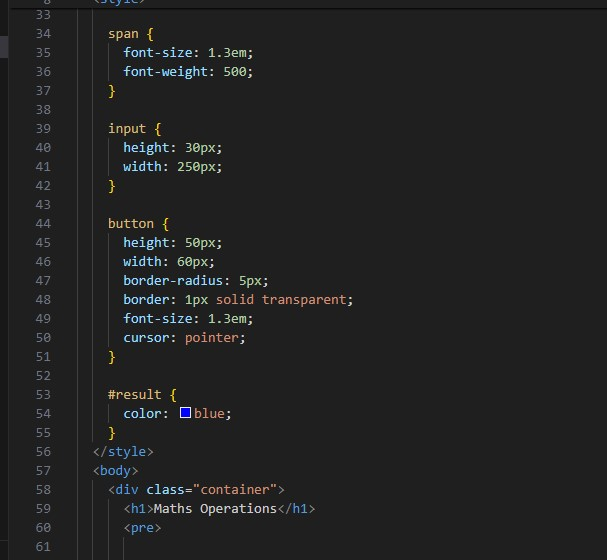 8 <style>
33
34 span {
35 font-size: 1.3em;
36 font-weight: 500;
37 }
38
39 input {
40 height: 30px;
41 width: 250px;
42 }
43
44 button {
45 height: 50px;
46 width: 60px;
47 border-radius: 5px;
48 border: 1px solid transparent;
49 font-size: 1.3em;
50 cursor: pointer;
51 }
52
53 #result {
54 color: blue;
55 }
56 </style>
57 <body>
58 <div class="container">
59 <h1>Maths Operations</h1>
60 <pre>
61